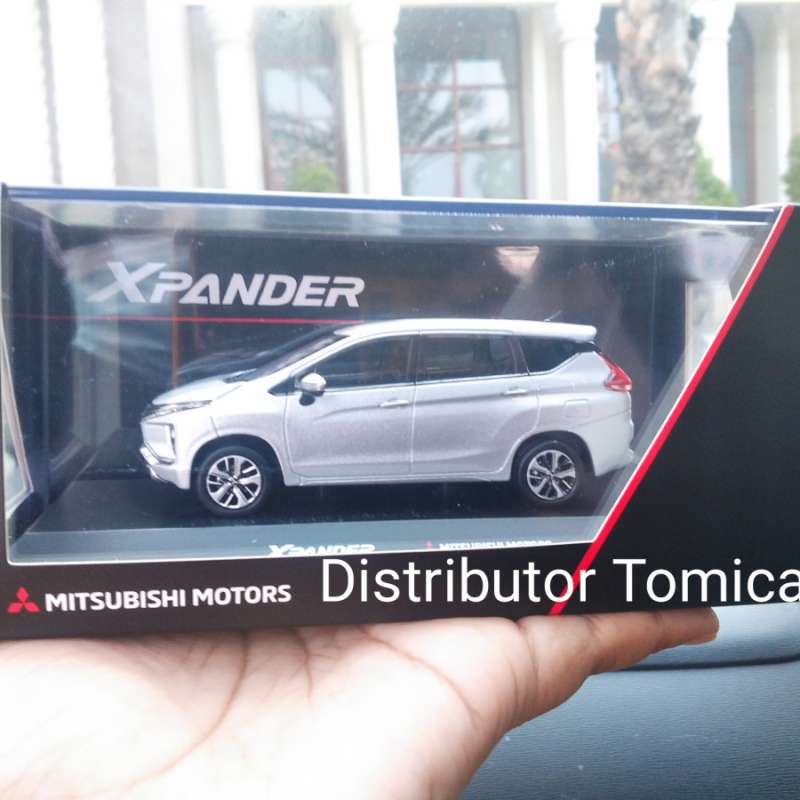 XPANDER
XPANDER MITSUBISHI MOTORS
MITSUBISHI MOTORS
Distributor Tomica